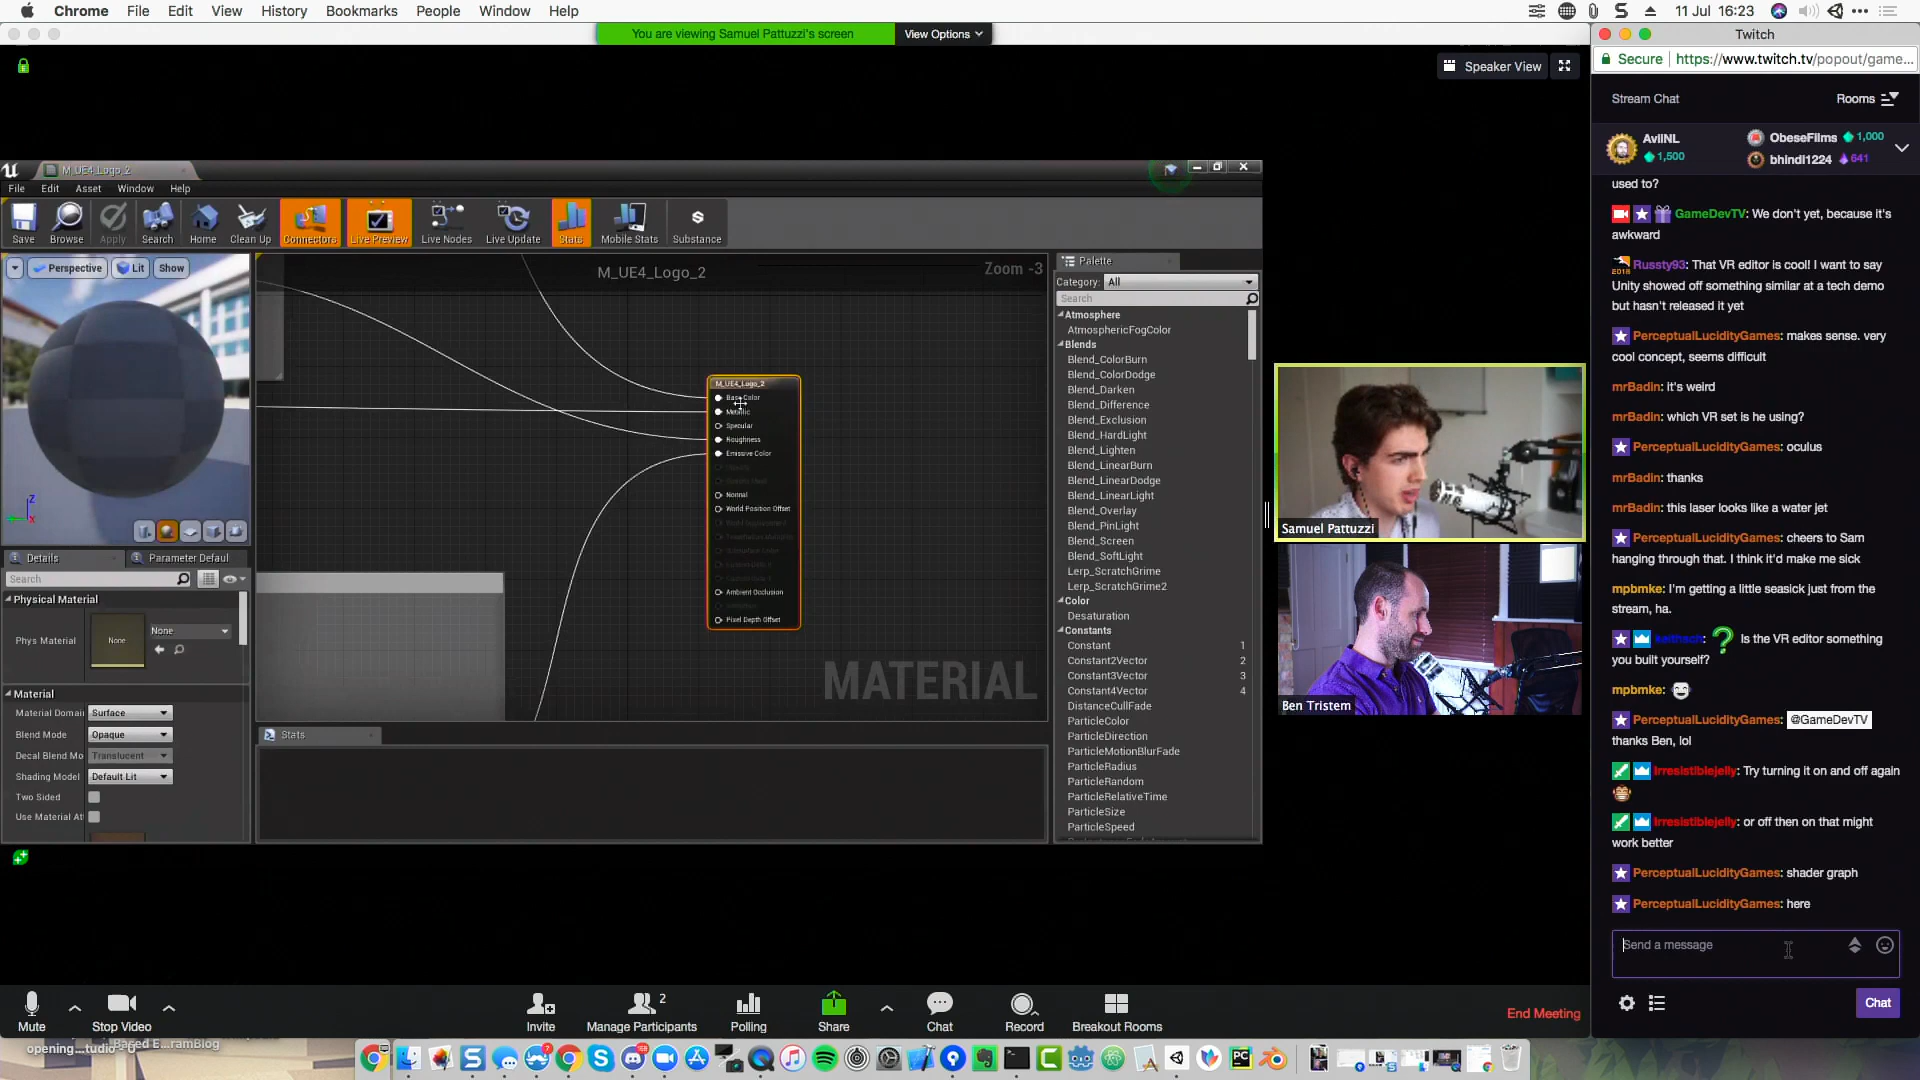 Chrome File Edit View History Bookmarks People Window Help
11 Jul 16:23
You are viewing Samuel Pattuzzi's screen
View Options
Speaker View
M_UE4_Logo_2
File Edit Asset Window Help
Save Browse Apply Search Home Clean Up Connectors Live Preview Live Nodes Live Update Stats Mobile Stats Substance
Perspective Lit Show
M_UE4_Logo_2
Zoom -3
M_UE4_Logo_2
Base Color
Metallic
Specular
Roughness
Emissive Color
Normal
World Position Offset
Ambient Occlusion
Pixel Depth Offset
MATERIAL
Z
X
Details
Parameter Defaul
Search
Physical Material
Phys Material
None
None
Material
Material Domai Surface
Blend Mode Opaque
Decal Blend Mo Translucent
Shading Model Default Lit
Two Sided
Use Material At
Stats
Palette
Category: All
Search
Atmosphere
AtmosphericFogColor
Blends
Blend_ColorBurn
Blend_ColorDodge
Blend_Darken
Blend_Difference
Blend_Exclusion
Blend_HardLight
Blend_Lighten
Blend_LinearBurn
Blend_LinearDodge
Blend_LinearLight
Blend_Overlay
Blend_PinLight
Blend_Screen
Blend_SoftLight
Lerp_ScratchGrime
Lerp_ScratchGrime2
Color
Desaturation
Constants
Constant 1
Constant2Vector 2
Constant3Vector 3
Constant4Vector 4
DistanceCullFade
ParticleColor
ParticleDirection
ParticleMotionBlurFade
ParticleRadius
ParticleRandom
ParticleRelativeTime
ParticleSize
ParticleSpeed
Samuel Pattuzzi
Ben Tristem
Mute
Stop Video
Invite
2
Manage Participants
Polling
Share
Chat
Record
Breakout Rooms
End Meeting
Twitch
Secure https://www.twitch.tv/popout/game...
Stream Chat
Rooms
AvilNL
1,500
ObeseFilms 1,000
bhindi1224 641
used to?
GameDevTV: We don't yet, because it's
awkward
Russty93: That VR editor is cool! I want to say
Unity showed off something similar at a tech demo
but hasn't released it yet
PerceptualLucidityGames: makes sense. very
cool concept, seems difficult
mrBadin: it's weird
mrBadin: which VR set is he using?
PerceptualLucidityGames: oculus
mrBadin: thanks
mrBadin: this laser looks like a water jet
PerceptualLucidityGames: cheers to Sam
hanging through that. I think it'd make me sick
mpbmke: I'm getting a little seasick just from the
stream, ha.
Is the VR editor something
you built yourself?
mpbmke:
PerceptualLucidityGames: @GameDevTV
thanks Ben, lol
irresistiblejelly: Try turning it on and off again
irresistiblejelly: or off then on that might
work better
PerceptualLucidityGames: shader graph
PerceptualLucidityGames: here
Send a message
Chat
opening...tudio - U
Based E...ramBlog
PC